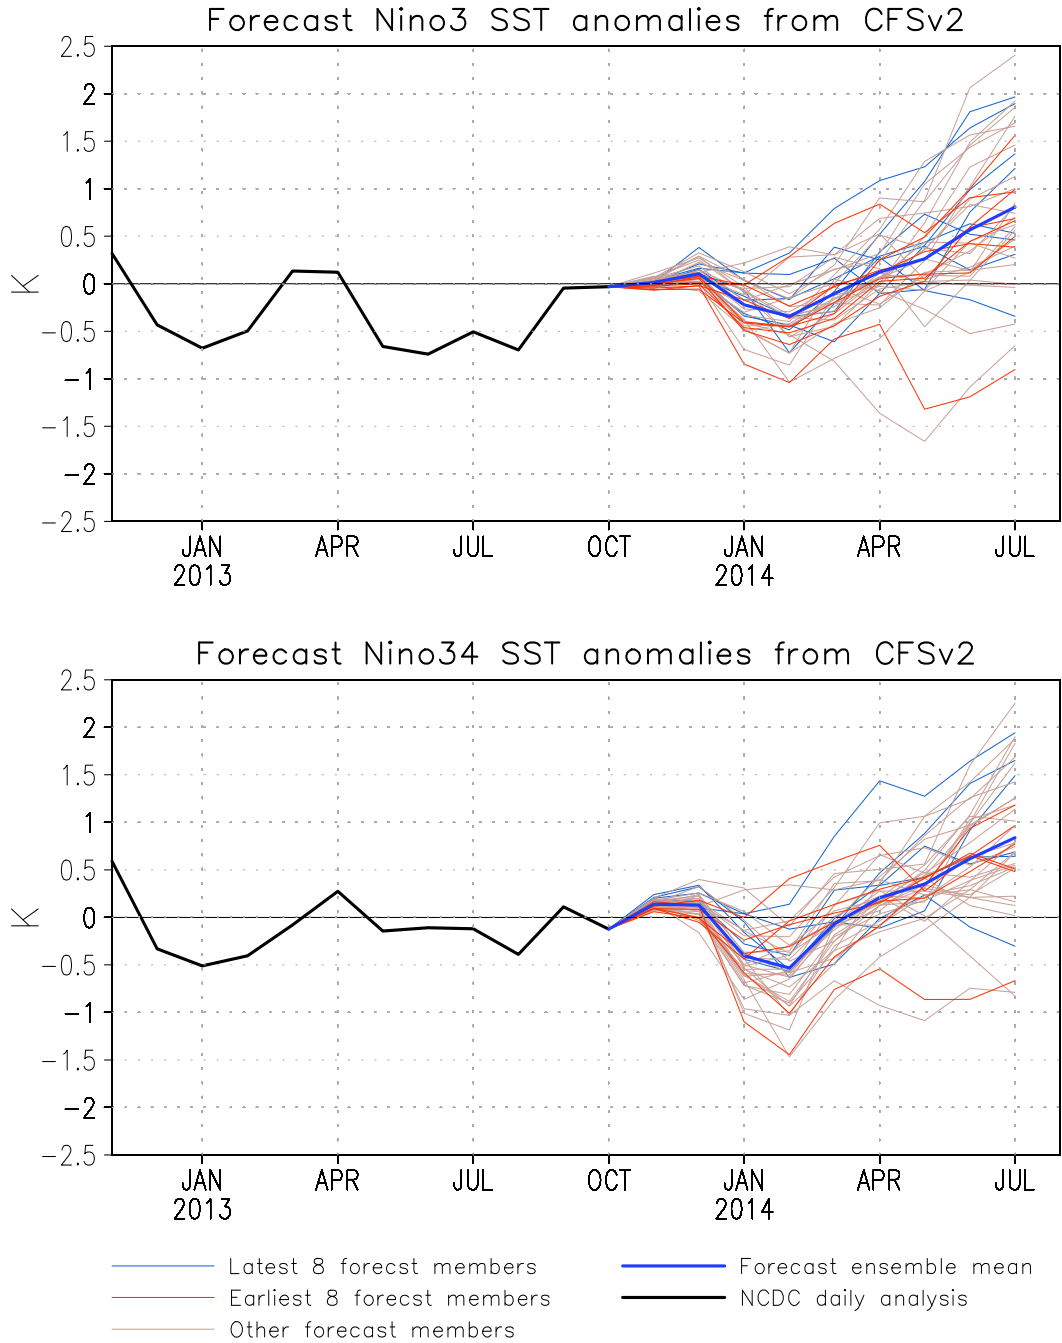 Forecast Nino3 SST anomalies from CFSv2
2.5
2
1.5
1
0.5
0
-0.5
-1
-1.5
-2
-2.5
K
JAN APR JUL OCT JAN APR JUL
2013 2014
Forecast Nino34 SST anomalies from CFSv2
2.5
2
1.5
1
0.5
0
-0.5
-1
-1.5
-2
-2.5
K
JAN APR JUL OCT JAN APR JUL
2013 2014
Latest 8 forecst members
Earliest 8 forecst members
Other forecast members
Forecast ensemble mean
NCDC daily analysis